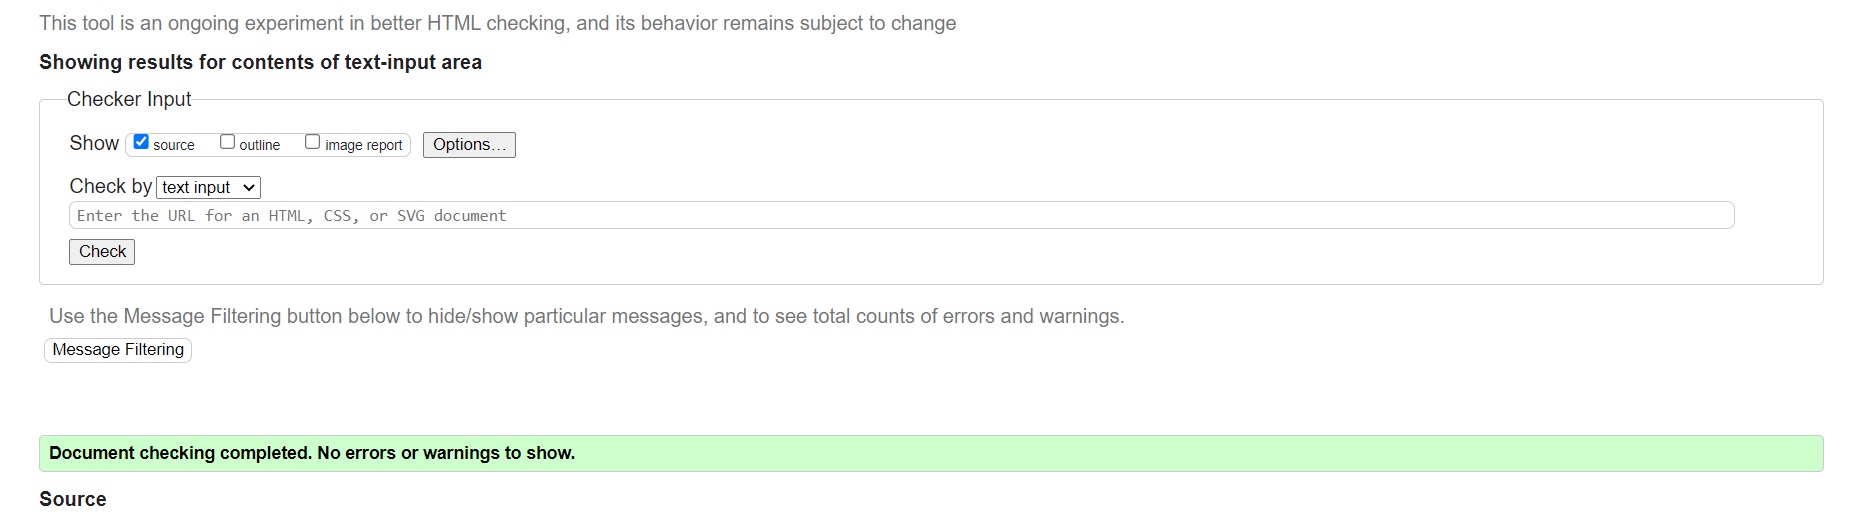 This tool is an ongoing experiment in better HTML checking, and its behavior remains subject to change
Showing results for contents of text-input area
Checker Input
Show source outline image report Options...
Check by text input
Enter the URL for an HTML, CSS, or SVG document
Check
Use the Message Filtering button below to hide/show particular messages, and to see total counts of errors and warnings.
Message Filtering
Document checking completed. No errors or warnings to show.
Source